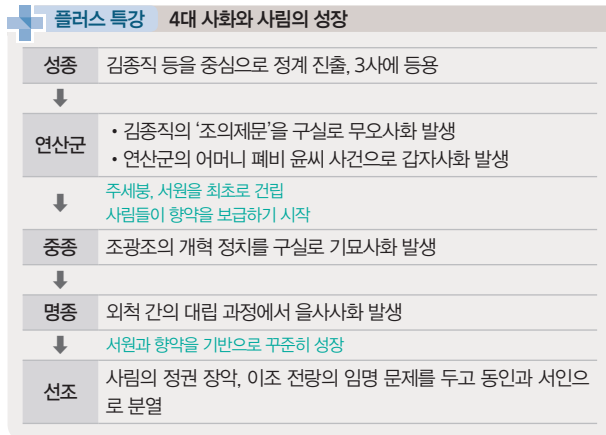 플러스 특강 4대 사화와 사림의 성장
성종 김종직 등을 중심으로 정계 진출, 3사에 등용
⬇
연산군 • 김종직의 ‘조의제문’을 구실로 무오사화 발생
• 연산군의 어머니 폐비 윤씨 사건으로 갑자사화 발생
⬇ 주세붕, 서원을 최초로 건립
사림들이 향약을 보급하기 시작
중종 조광조의 개혁 정치를 구실로 기묘사화 발생
⬇
명종 외척 간의 대립 과정에서 을사사화 발생
⬇ 서원과 향약을 기반으로 꾸준히 성장
선조 사림의 정권 장악, 이조 전랑의 임명 문제를 두고 동인과 서인으
로 분열